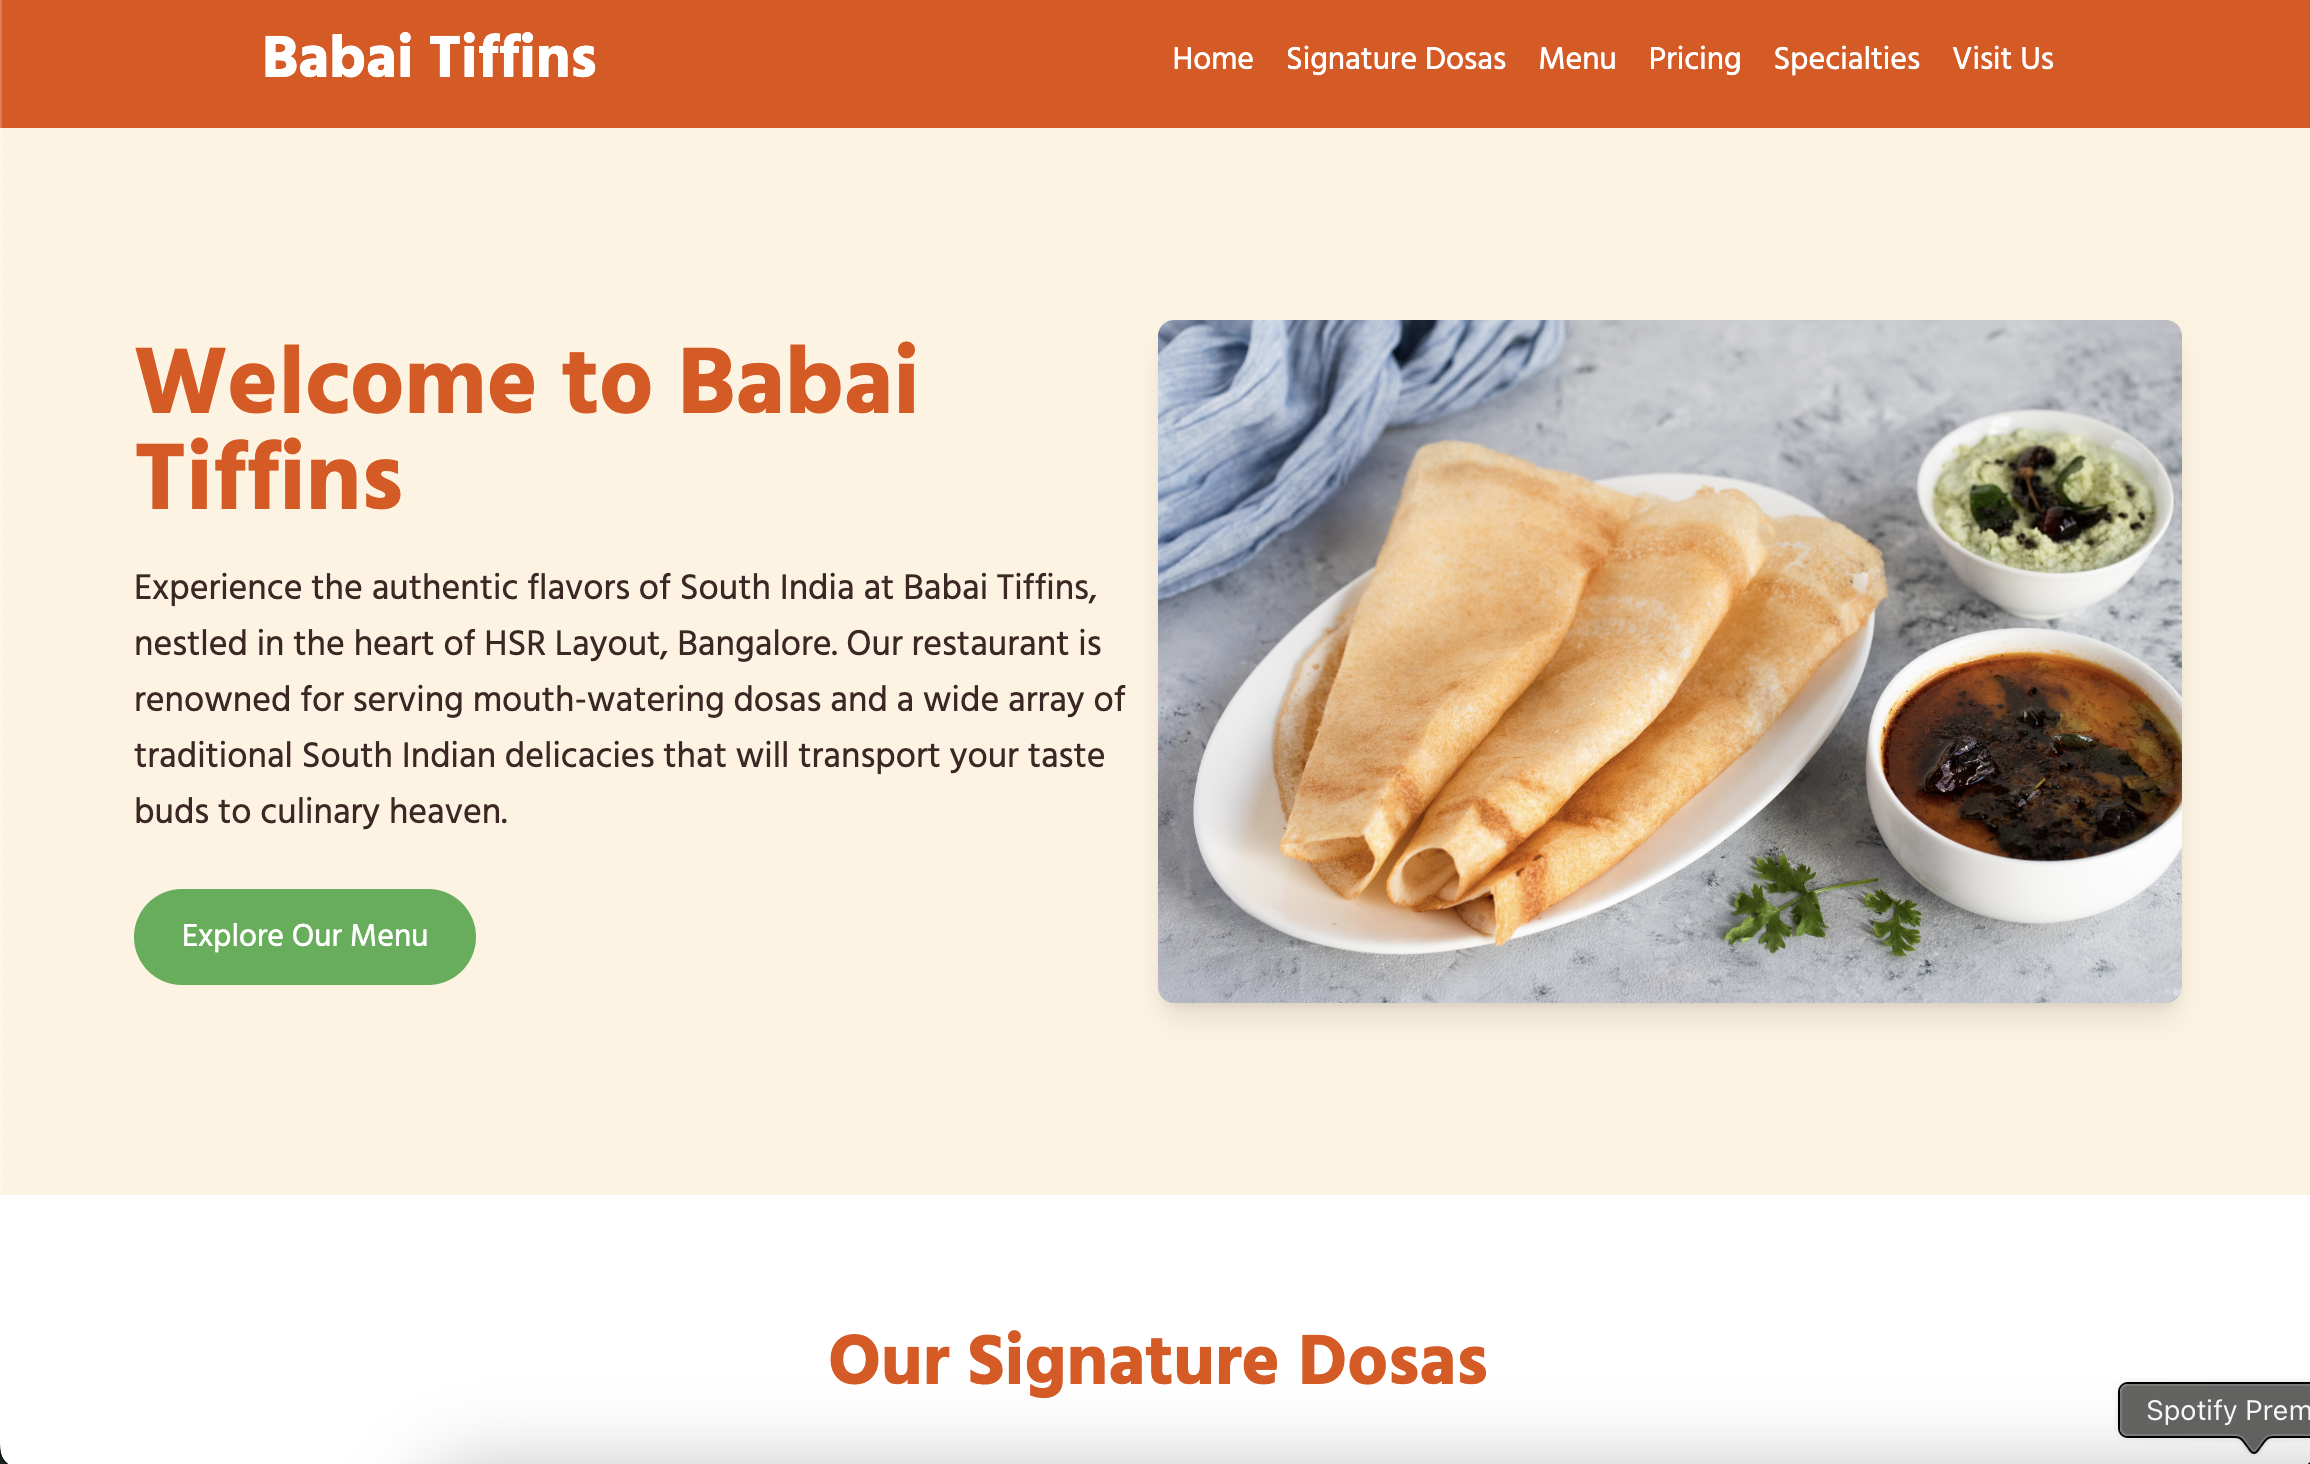 Babai Tiffins
Home Signature Dosas Menu Pricing Specialties Visit Us
Welcome to Babai
Tiffins
Experience the authentic flavors of South India at Babai Tiffins,
nestled in the heart of HSR Layout, Bangalore. Our restaurant is
renowned for serving mouth-watering dosas and a wide array of
traditional South Indian delicacies that will transport your taste
buds to culinary heaven.
Explore Our Menu
Our Signature Dosas
Spotify Prem